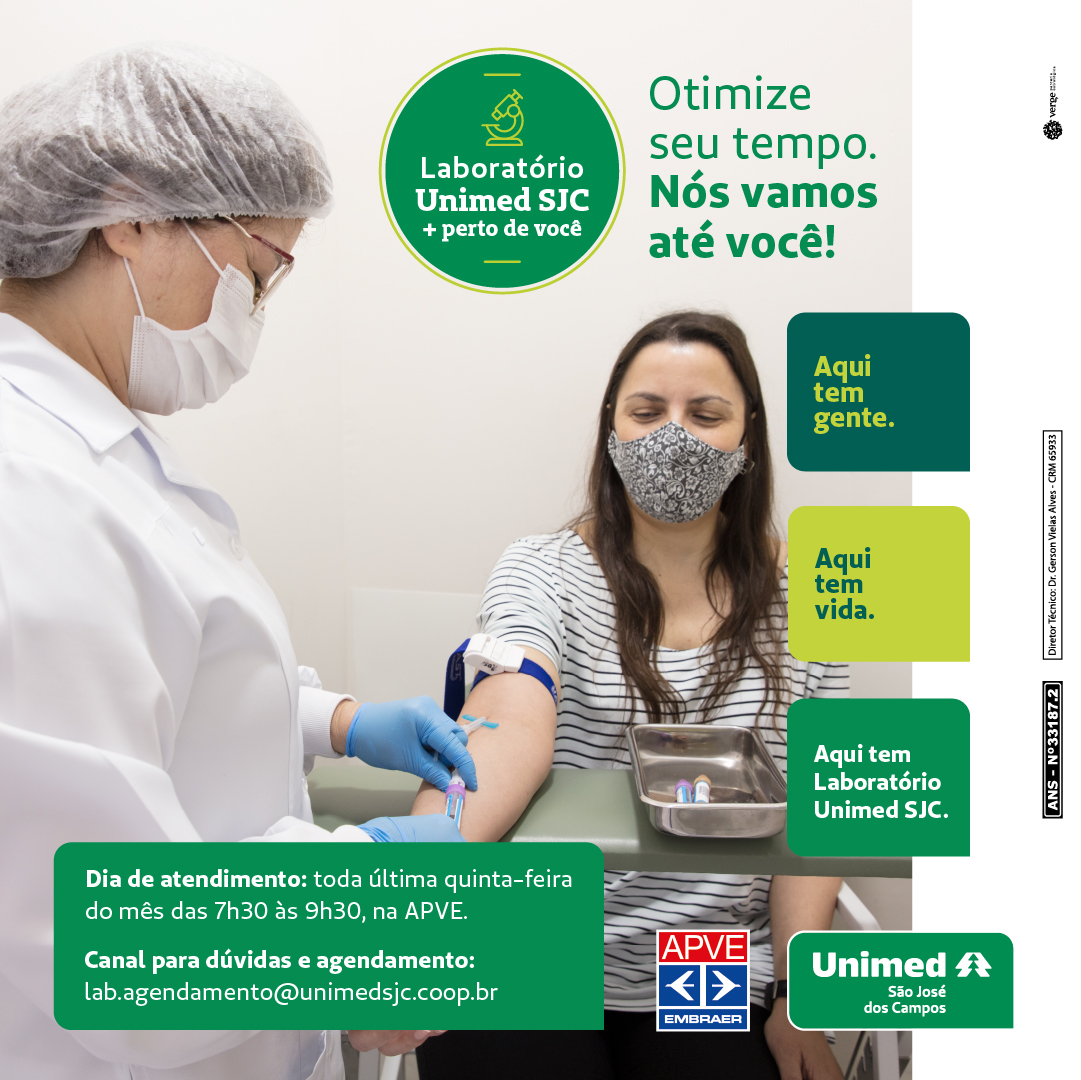 Laboratório
Unimed SJC
+ perto de você
Otimize
seu tempo.
Nós vamos
até você!
Aqui
tem
gente.
Aqui
tem
vida.
Aqui tem
Laboratório
Unimed SJC.
Dia de atendimento: toda última quinta-feira
do mês das 7h30 às 9h30, na APVE.
Canal para dúvidas e agendamento:
lab.agendamento@unimedsjc.coop.br
APVE
EMBRAER
Unimed
São José
dos Campos
verge
Diretor Técnico: Dr. Gerson Vielas Alves - CRM 65933
ANS - Nº33187.2